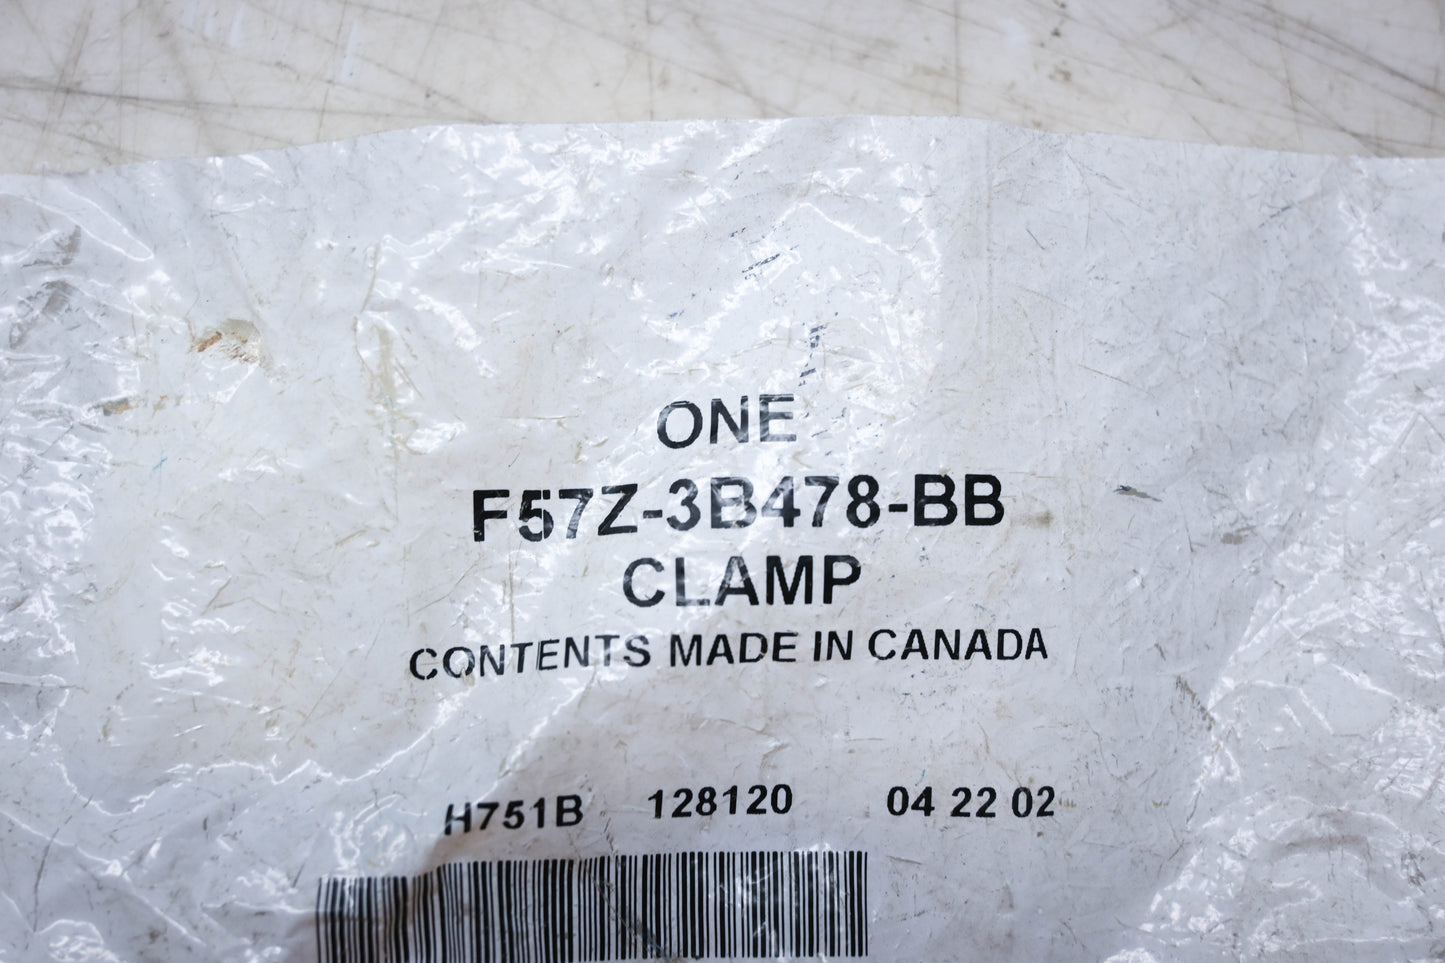 ONE
F57Z-3B478-BB
CLAMP
CONTENTS MADE IN CANADA
H751B 128120 04 22 02